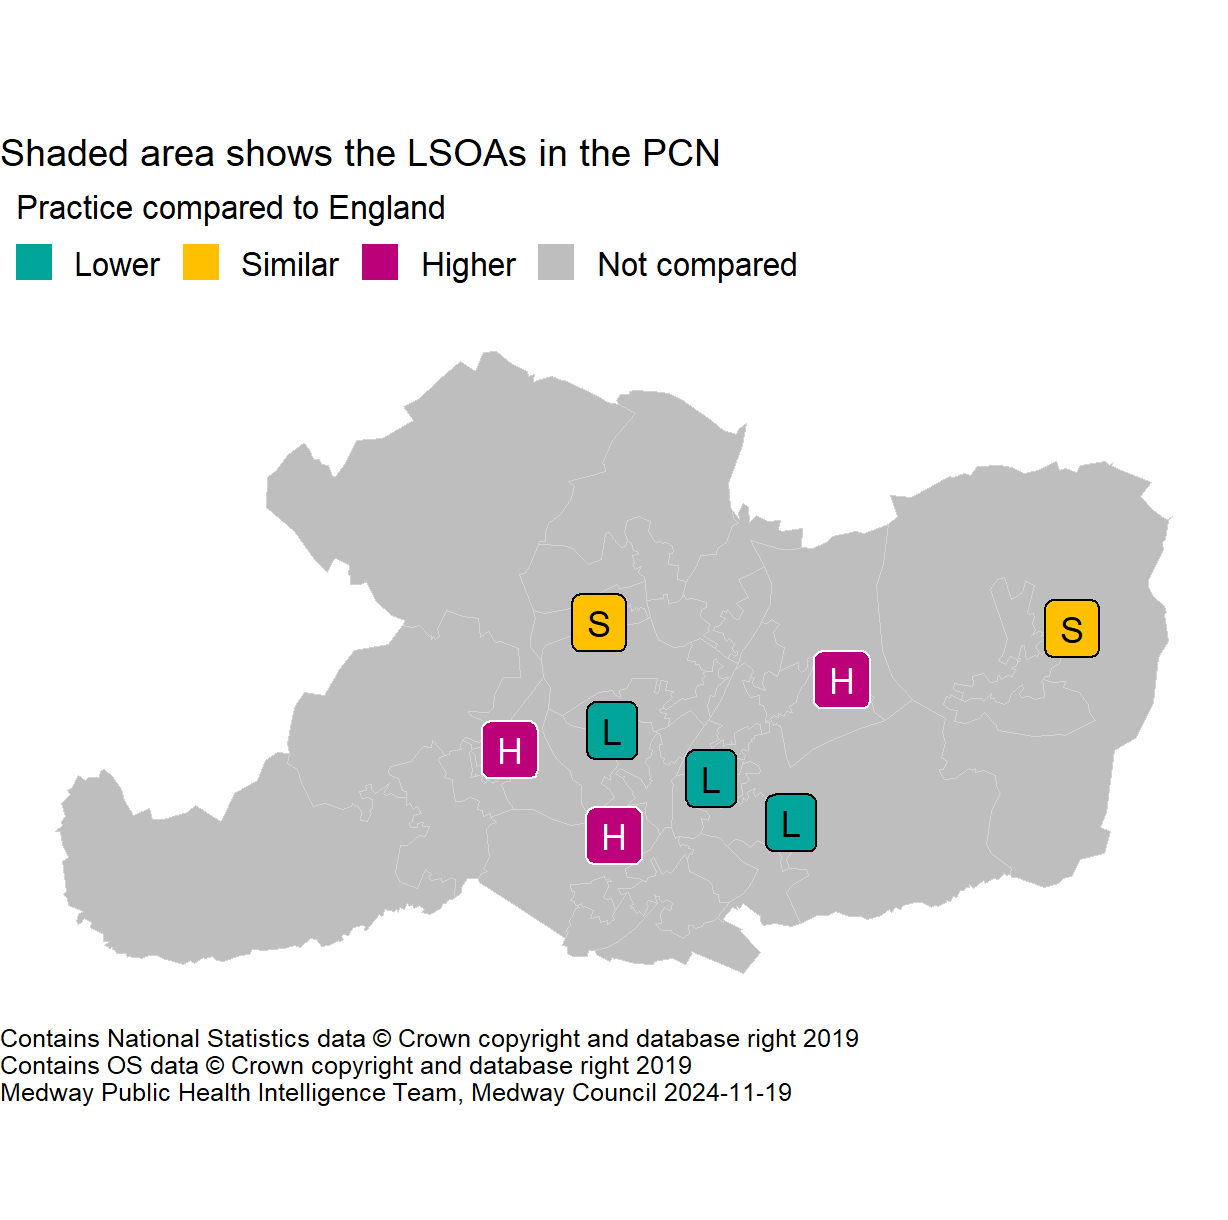 Shaded area shows the LSOAs in the PCN
Practice compared to England
Lower Similar Higher Not compared
S
S
H
L
H
L
L
H
Contains National Statistics data © Crown copyright and database right 2019
Contains OS data © Crown copyright and database right 2019
Medway Public Health Intelligence Team, Medway Council 2024-11-19